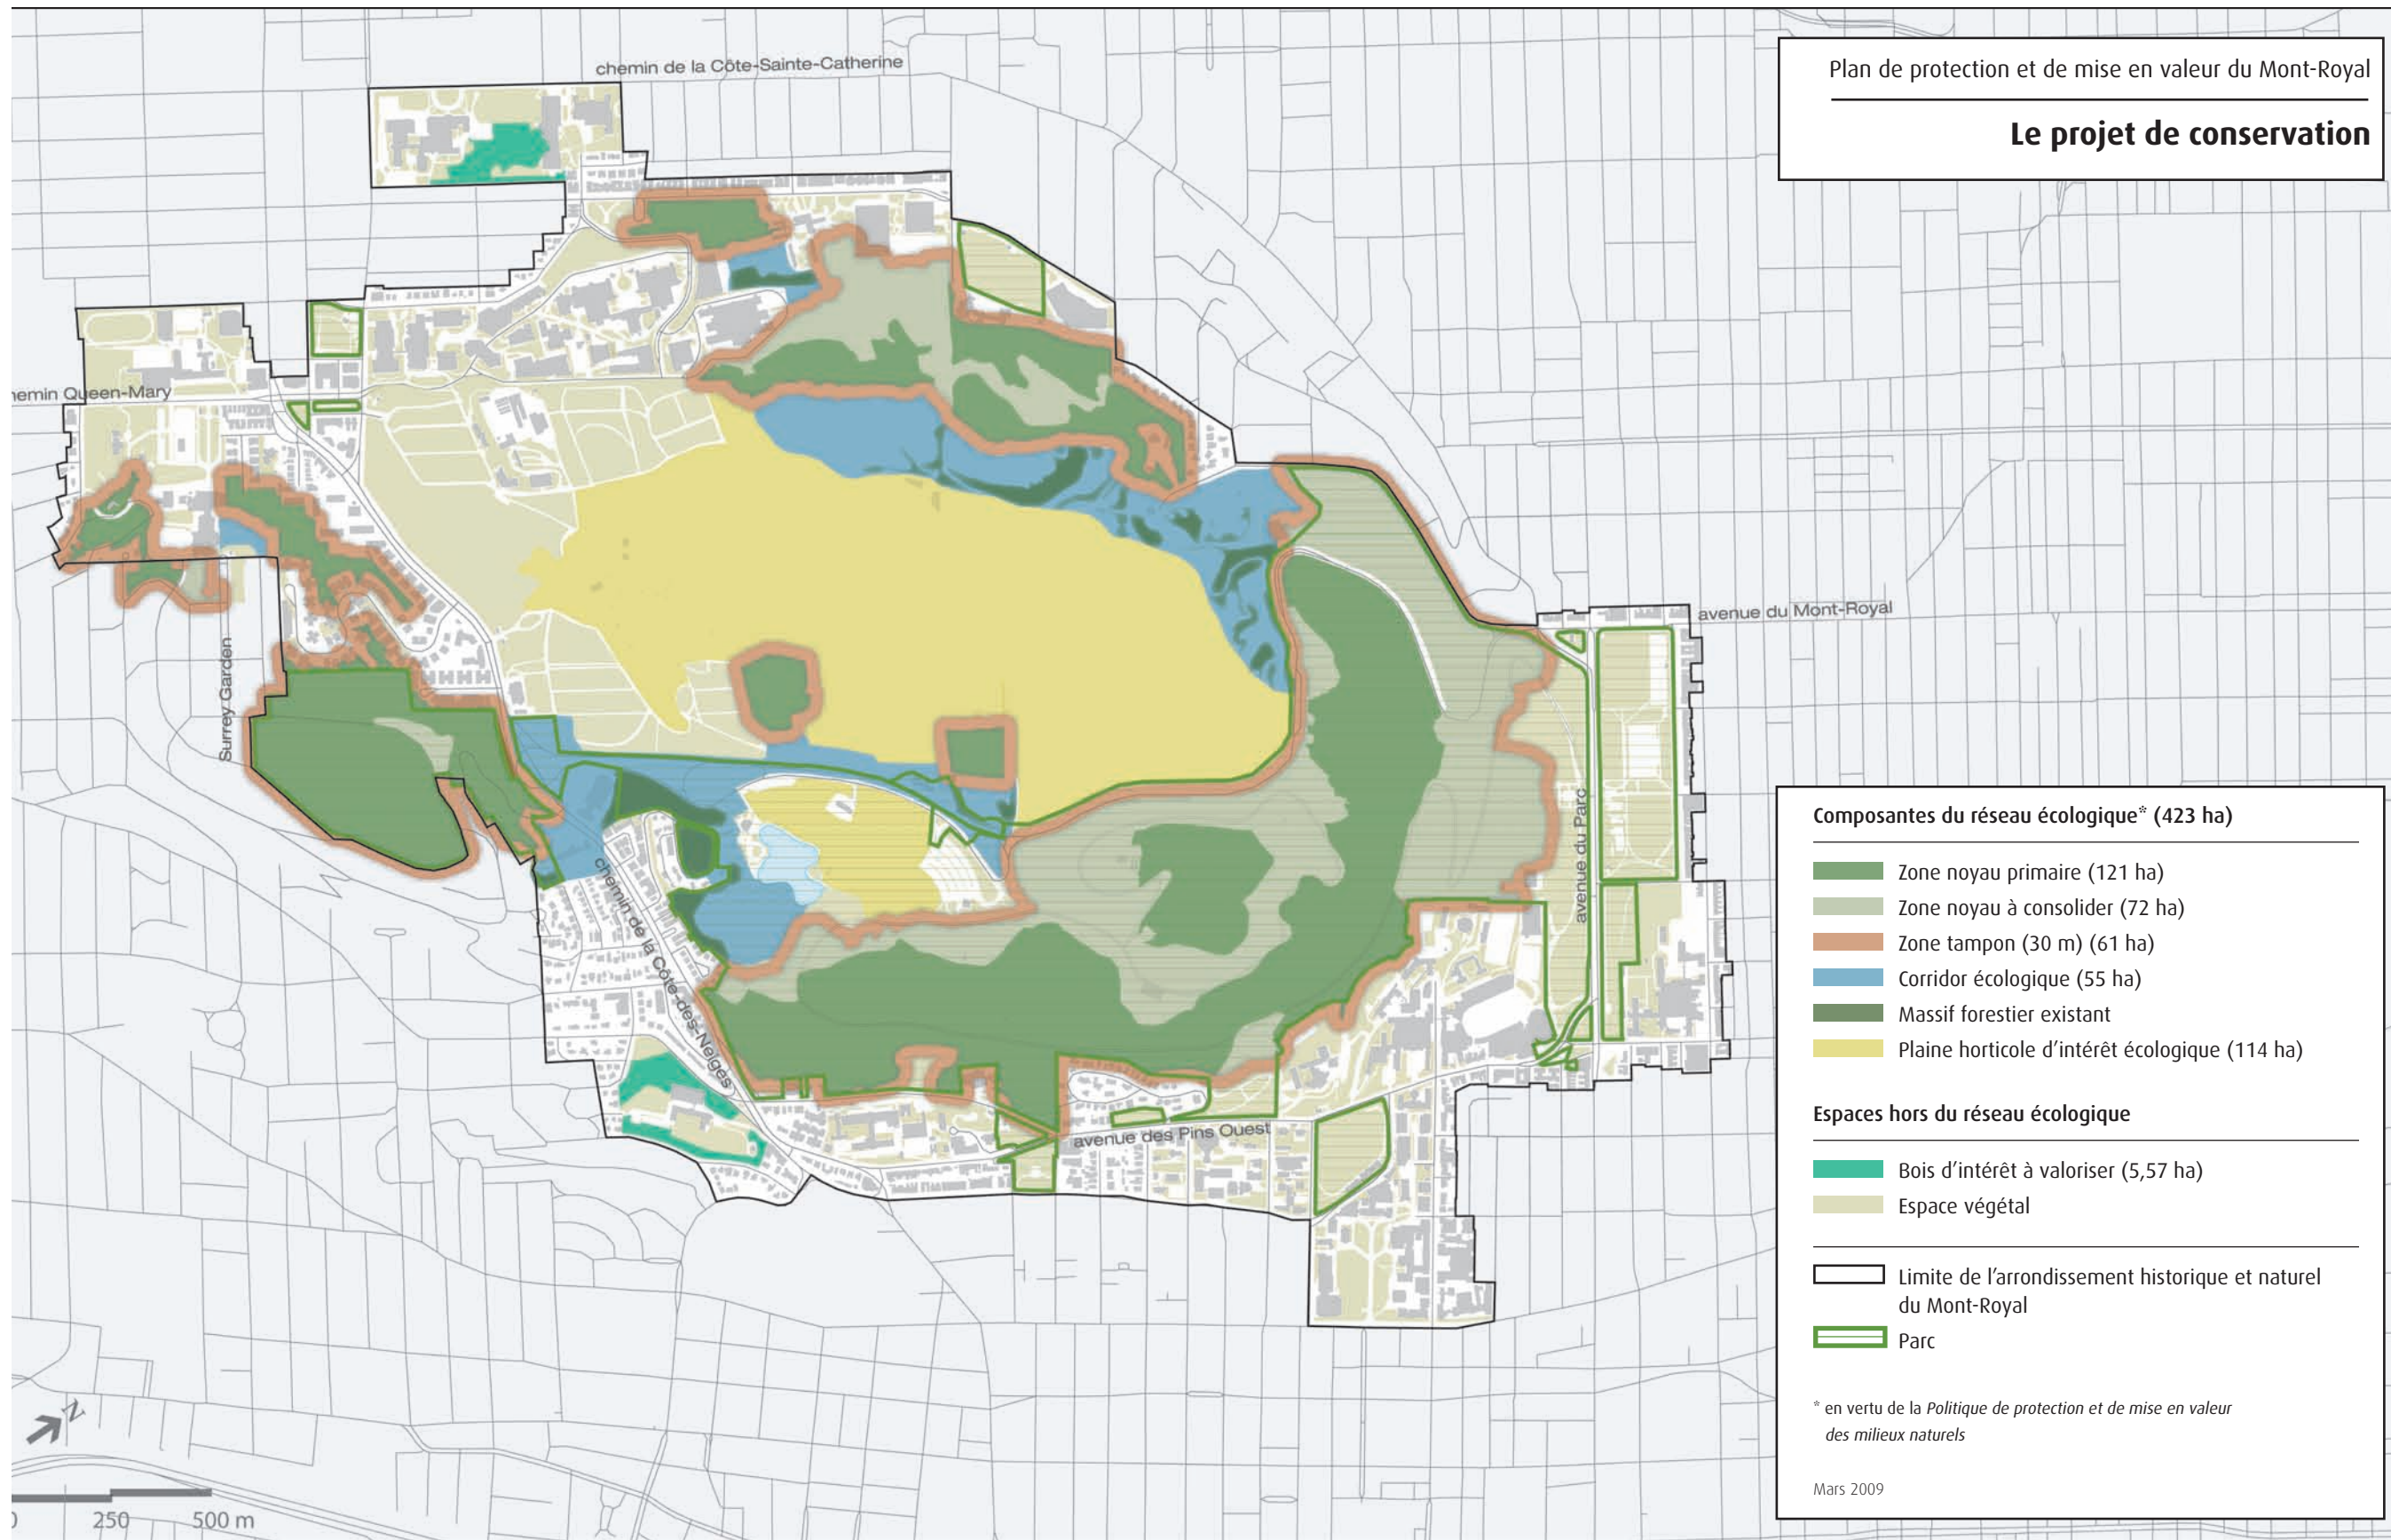 Plan de protection et de mise en valeur du Mont-Royal
Le projet de conservation
chemin de la Côte-Sainte-Catherine
hemin Queen-Mary
Surrey Garden
avenue du Mont-Royal
avenue du Parc
chemin de la Côte-des-Neiges
avenue des Pins Ouest
Composantes du réseau écologique* (423 ha)
Zone noyau primaire (121 ha)
Zone noyau à consolider (72 ha)
Zone tampon (30 m) (61 ha)
Corridor écologique (55 ha)
Massif forestier existant
Plaine horticole d'intérêt écologique (114 ha)
Espaces hors du réseau écologique
Bois d'intérêt à valoriser (5,57 ha)
Espace végétal
Limite de l'arrondissement historique et naturel
du Mont-Royal
Parc
* en vertu de la Politique de protection et de mise en valeur
des milieux naturels
Mars 2009
N
0 250 500 m